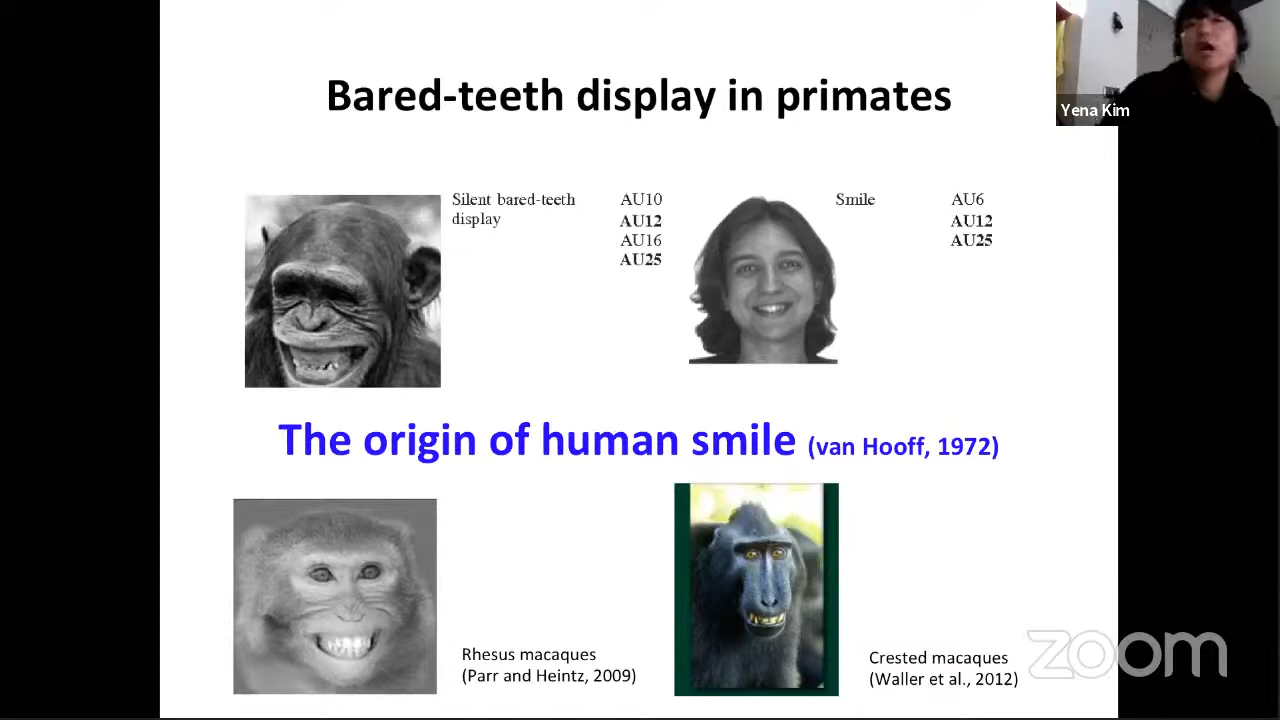 Bared-teeth display in primates
Yena Kim
Silent bared-teeth
display
AU10
AU12
AU16
AU25
Smile
AU6
AU12
AU25
The origin of human smile (van Hooff, 1972)
Rhesus macaques
(Parr and Heintz, 2009)
Crested macaques
(Waller et al., 2012)
zoom